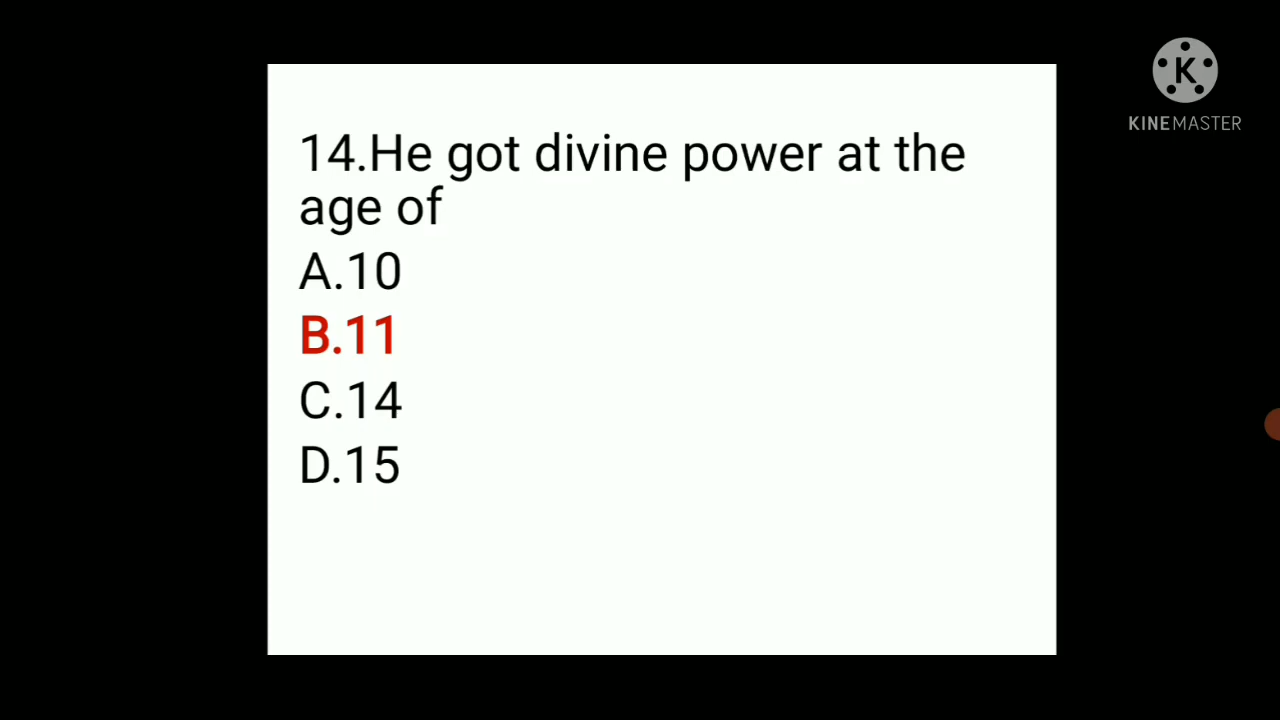 14.He got divine power at the
age of
A.10
B.11
C.14
D.15
K
KINEMASTER